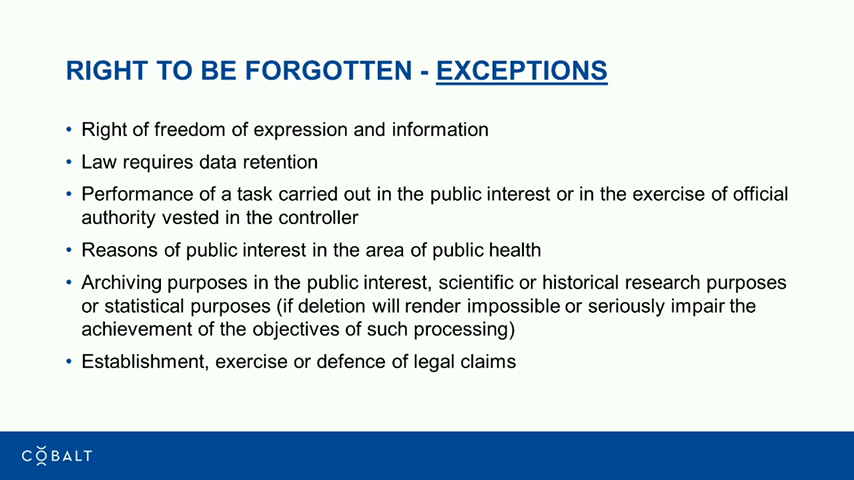 RIGHT TO BE FORGOTTEN - EXCEPTIONS
• Right of freedom of expression and information
• Law requires data retention
• Performance of a task carried out in the public interest or in the exercise of official
authority vested in the controller
• Reasons of public interest in the area of public health
• Archiving purposes in the public interest, scientific or historical research purposes
or statistical purposes (if deletion will render impossible or seriously impair the
achievement of the objectives of such processing)
• Establishment, exercise or defence of legal claims
COBALT